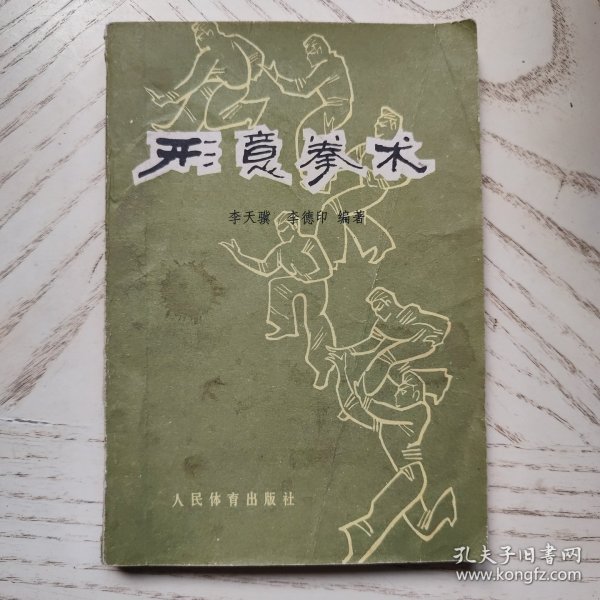 形意拳术
李天骥 李德印 编著
人民体育出版社
孔夫子旧书网
www.kongfz.com